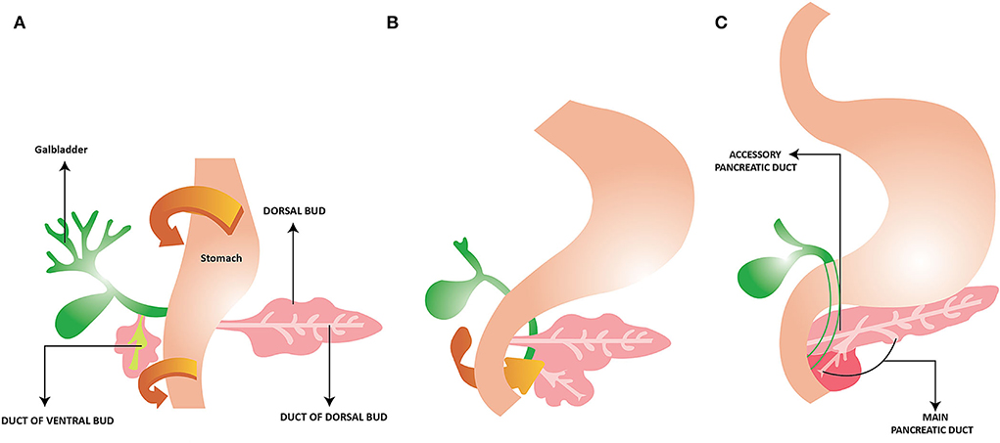 A
B
C
Galbladder
DORSAL BUD
Stomach
DUCT OF VENTRAL BUD
DUCT OF DORSAL BUD
ACCESSORY
PANCREATIC DUCT
MAIN
PANCREATIC DUCT